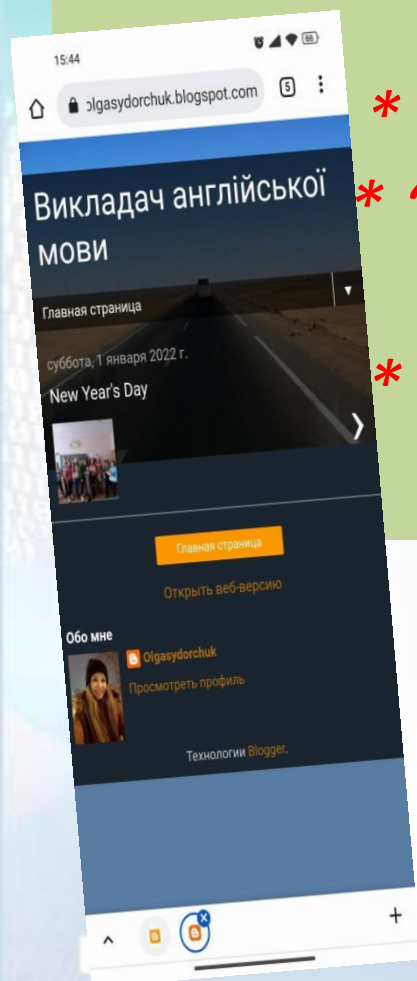 15:44
66
olgasydorchuk.blogspot.com
5
Викладач англійської
мови
Главная страница
суббота, 1 января 2022 г.
New Year's Day
Главная страница
Открыть веб-версию
Обо мне
Olgasydorchuk
Просмотреть профиль
Технологии Blogger.
*
*
*